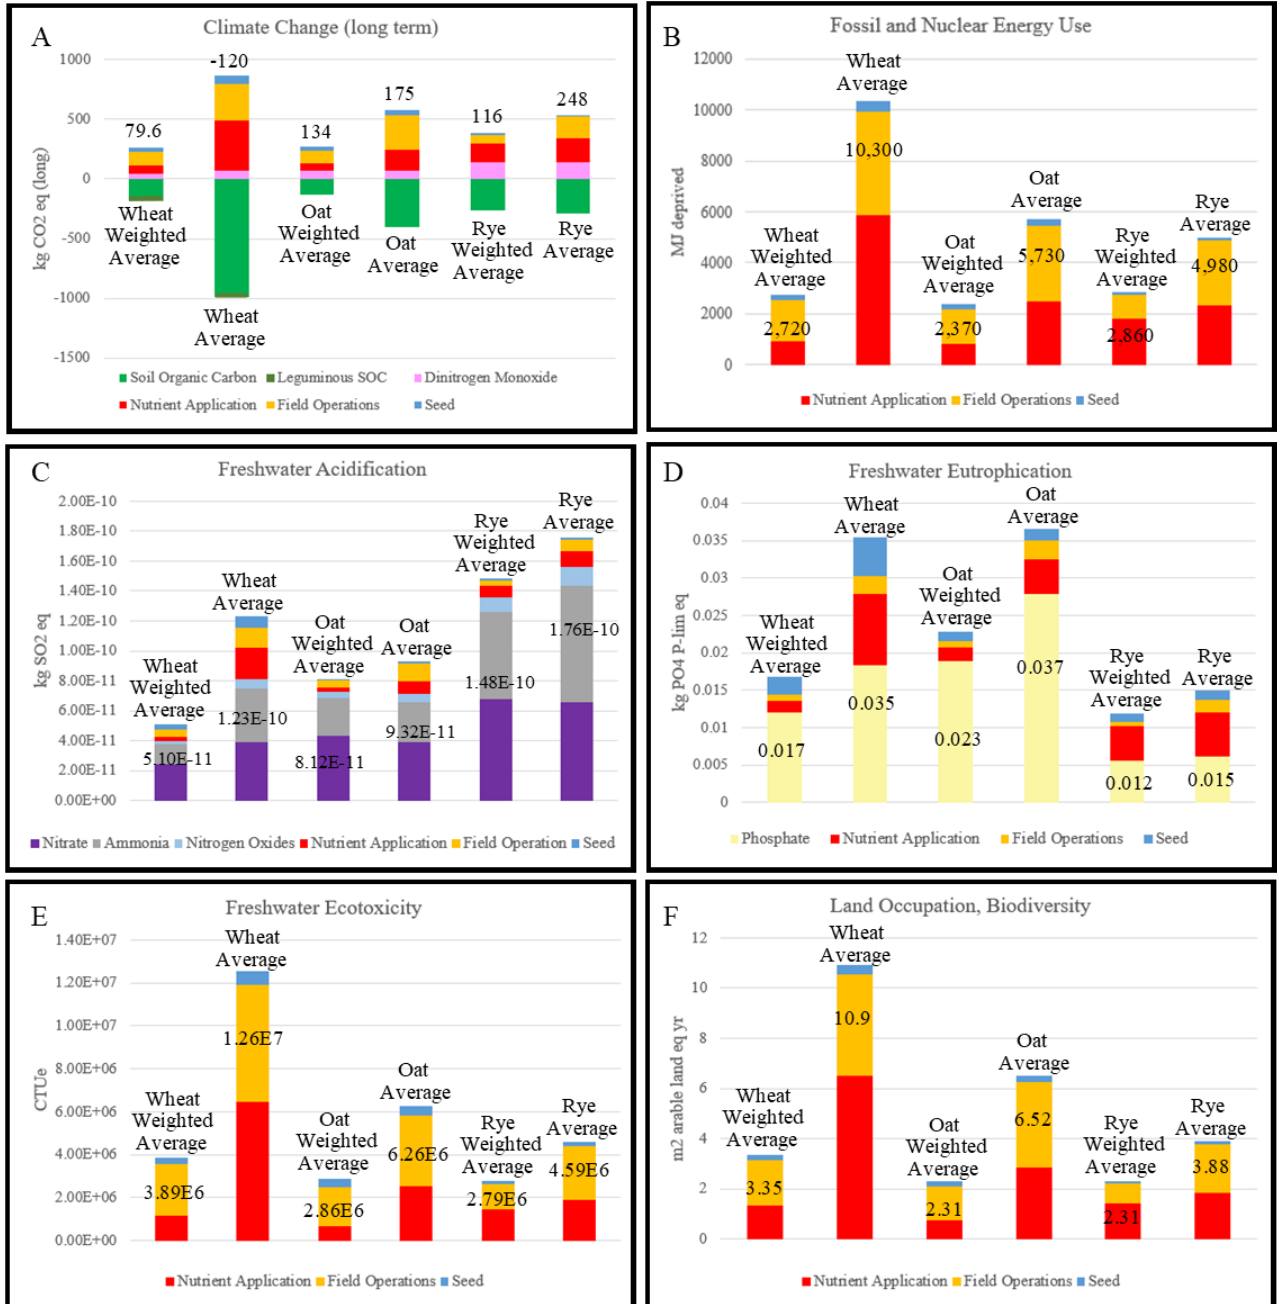 A
Climate Change (long term)
kg CO2 eq (long)
1000
500
0
-500
-1000
-1500
79.6
-120
134
175
116
248
Wheat
Weighted
Average
Wheat
Average
Oat
Weighted
Average
Oat
Average
Rye
Weighted
Average
Rye
Average
Soil Organic Carbon Leguminous SOC Dinitrogen Monoxide
Nutrient Application Field Operations Seed
B
Fossil and Nuclear Energy Use
MJ deprived
12000
10000
8000
6000
4000
2000
0
Wheat
Weighted
Average
2,720
Wheat
Average
10,300
Oat
Weighted
Average
2,370
Oat
Average
5,730
Rye
Weighted
Average
2,860
Rye
Average
4,980
Nutrient Application Field Operations Seed
C
Freshwater Acidification
kg SO2 eq
2.00E-10
1.80E-10
1.60E-10
1.40E-10
1.20E-10
1.00E-10
8.00E-11
6.00E-11
4.00E-11
2.00E-11
0.00E+00
Wheat
Weighted
Average
5.10E-11
Wheat
Average
1.23E-10
Oat
Weighted
Average
8.12E-11
Oat
Average
9.32E-11
Rye
Weighted
Average
1.48E-10
Rye
Average
1.76E-10
Nitrate Ammonia Nitrogen Oxides Nutrient Application Field Operation Seed
D
Freshwater Eutrophication
kg PO4 P-lim eq
0.04
0.035
0.03
0.025
0.02
0.015
0.01
0.005
0
Wheat
Weighted
Average
0.017
Wheat
Average
0.035
Oat
Weighted
Average
0.023
Oat
Average
0.037
Rye
Weighted
Average
0.012
Rye
Average
0.015
Phosphate Nutrient Application Field Operations Seed
E
Freshwater Ecotoxicity
CTUe
1.40E+07
1.20E+07
1.00E+07
8.00E+06
6.00E+06
4.00E+06
2.00E+06
0.00E+00
Wheat
Weighted
Average
3.89E6
Wheat
Average
1.26E7
Oat
Weighted
Average
2.86E6
Oat
Average
6.26E6
Rye
Weighted
Average
2.79E6
Rye
Average
4.59E6
Nutrient Application Field Operations Seed
F
Land Occupation, Biodiversity
m2 arable land eq yr
12
10
8
6
4
2
0
Wheat
Weighted
Average
3.35
Wheat
Average
10.9
Oat
Weighted
Average
2.31
Oat
Average
6.52
Rye
Weighted
Average
2.31
Rye
Average
3.88
Nutrient Application Field Operations Seed